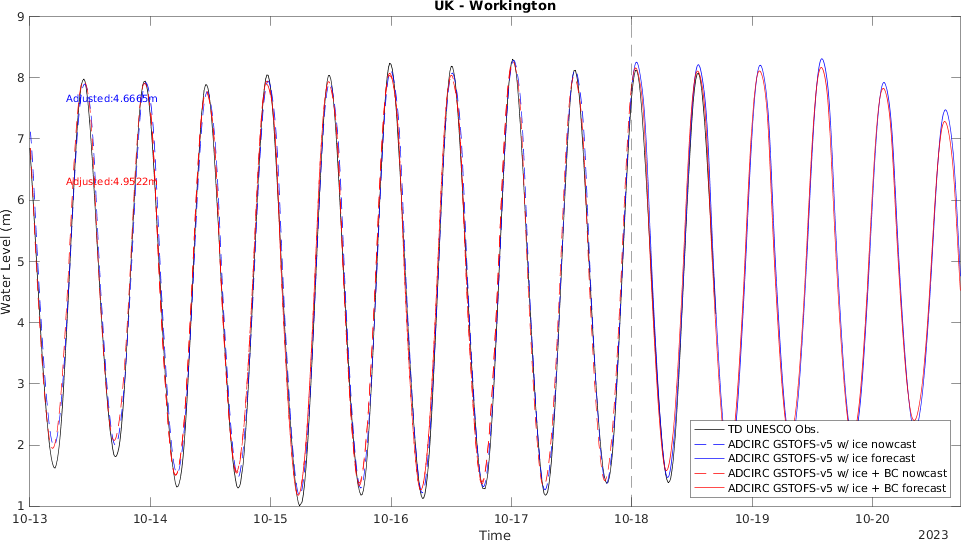 UK - Workington
9
8
7
6
5
4
3
2
1
Water Level (m)
Adjusted:4.6665m
Adjusted:4.9522m
TD UNESCO Obs.
ADCIRC GSTOFS-v5 w/ ice nowcast
ADCIRC GSTOFS-v5 w/ ice forecast
ADCIRC GSTOFS-v5 w/ ice + BC nowcast
ADCIRC GSTOFS-v5 w/ ice + BC forecast
10-13 10-14 10-15 10-16 10-17 10-18 10-19 10-20
Time
2023